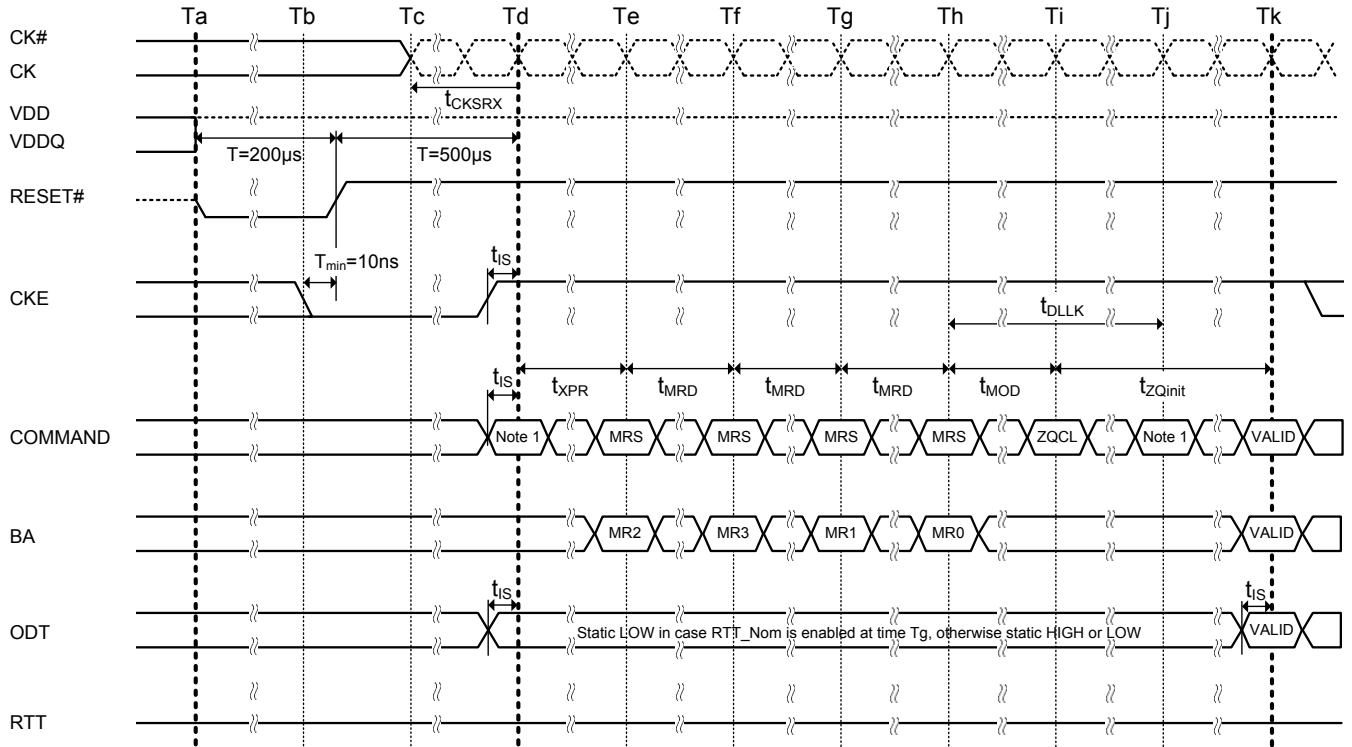 Ta Tb Tc Td Te Tf Tg Th Ti Tj Tk
CK#
CK
tCKSRX
VDD
VDDQ
T=200µs T=500µs
RESET#
Tmin=10ns tIS
CKE
tDLLK
tIS tXPR tMRD tMRD tMRD tMOD tZQinit
COMMAND Note 1 MRS MRS MRS MRS ZQCL Note 1 VALID
BA MR2 MR3 MR1 MR0 VALID
tIS tIS
ODT Static LOW in case RTT_Nom is enabled at time Tg, otherwise static HIGH or LOW VALID
RTT